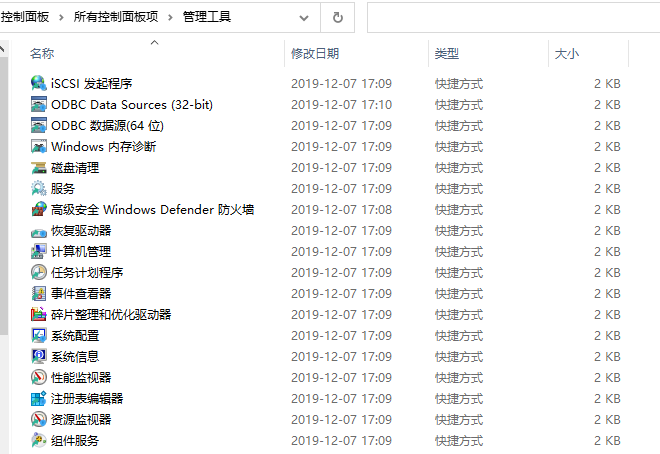 控制面板 > 所有控制面板项 > 管理工具
名称 修改日期 类型 大小
iSCSI 发起程序 2019-12-07 17:09 快捷方式 2 KB
ODBC Data Sources (32-bit) 2019-12-07 17:10 快捷方式 2 KB
ODBC 数据源(64 位) 2019-12-07 17:09 快捷方式 2 KB
Windows 内存诊断 2019-12-07 17:09 快捷方式 2 KB
磁盘清理 2019-12-07 17:09 快捷方式 2 KB
服务 2019-12-07 17:09 快捷方式 2 KB
高级安全 Windows Defender 防火墙 2019-12-07 17:08 快捷方式 2 KB
恢复驱动器 2019-12-07 17:09 快捷方式 2 KB
计算机管理 2019-12-07 17:09 快捷方式 2 KB
任务计划程序 2019-12-07 17:09 快捷方式 2 KB
事件查看器 2019-12-07 17:09 快捷方式 2 KB
碎片整理和优化驱动器 2019-12-07 17:09 快捷方式 2 KB
系统配置 2019-12-07 17:09 快捷方式 2 KB
系统信息 2019-12-07 17:09 快捷方式 2 KB
性能监视器 2019-12-07 17:09 快捷方式 2 KB
注册表编辑器 2019-12-07 17:09 快捷方式 2 KB
资源监视器 2019-12-07 17:09 快捷方式 2 KB
组件服务 2019-12-07 17:09 快捷方式 2 KB